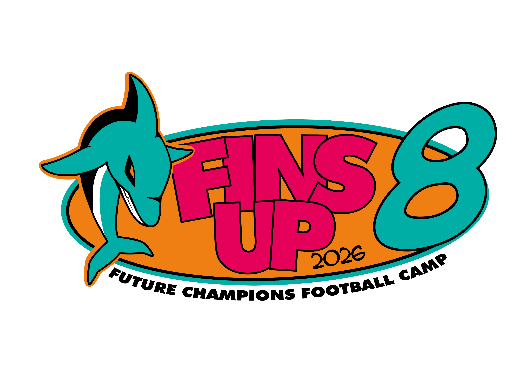 FINS
UP
8
2026
FUTURE CHAMPIONS FOOTBALL CAMP